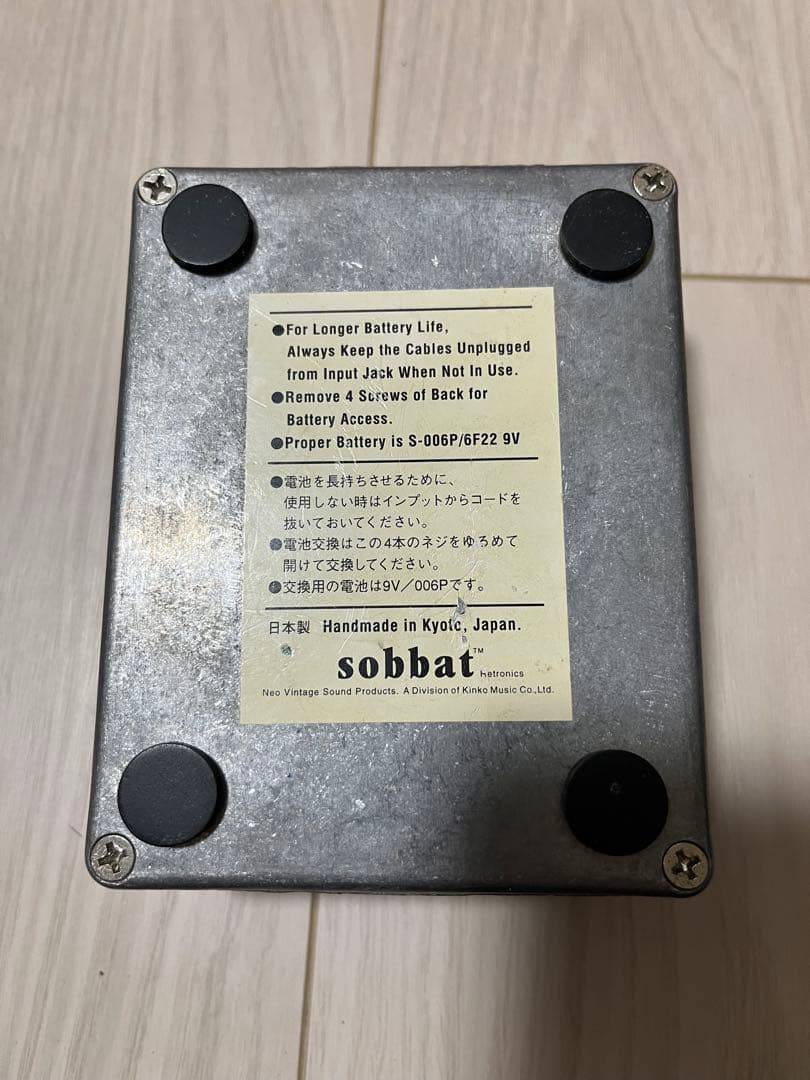 ●For Longer Battery Life,
Always Keep the Cables Unplugged
from Input Jack When Not In Use.
●Remove 4 Screws of Back for
Battery Access.
●Proper Battery is S-006P/6F22 9V
●電池を長持ちさせるために、
使用しない時はインプットからコードを
抜いておいてください。
●電池交換はこの4本のネジをゆるめて
開けて交換してください。
●交換用の電池は9V／006Pです。
日本製 Handmade in Kyoto, Japan.
sobbat™
hetronics
Neo Vintage Sound Products. A Division of Kinko Music Co.,Ltd.